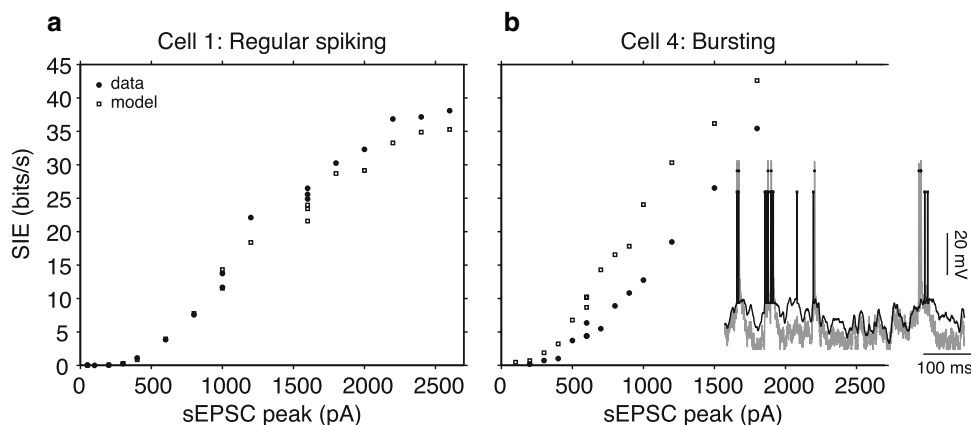 a
Cell 1: Regular spiking
b
Cell 4: Bursting
SIE (bits/s)
45
40
35
30
25
20
15
10
5
0
data
model
0 500 1000 1500 2000 2500
sEPSC peak (pA)
0 500 1000 1500 2000 2500
sEPSC peak (pA)
20 mV
100 ms